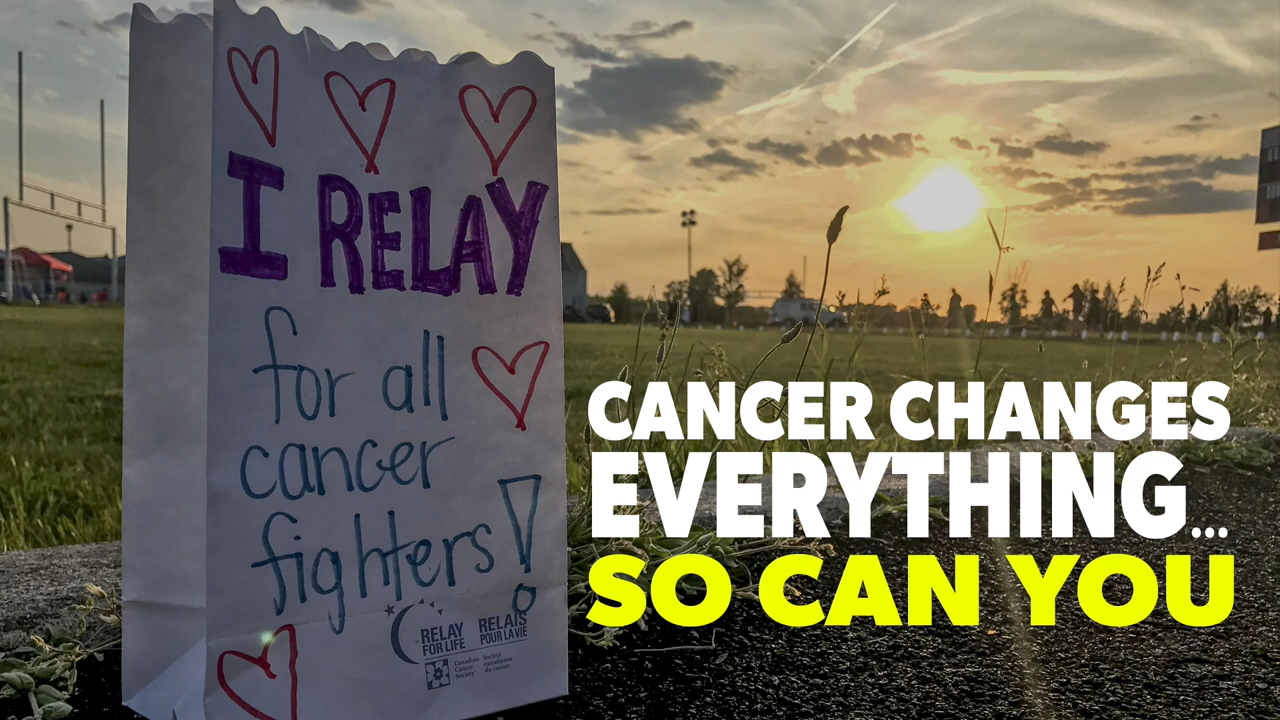 I RELAY
for all
cancer
fighters!
RELAY
FOR LIFE
RELAIS
POUR LA VIE
Canadian
Cancer
Society
Société
canadienne
du cancer
CANCER CHANGES
EVERYTHING...
SO CAN YOU